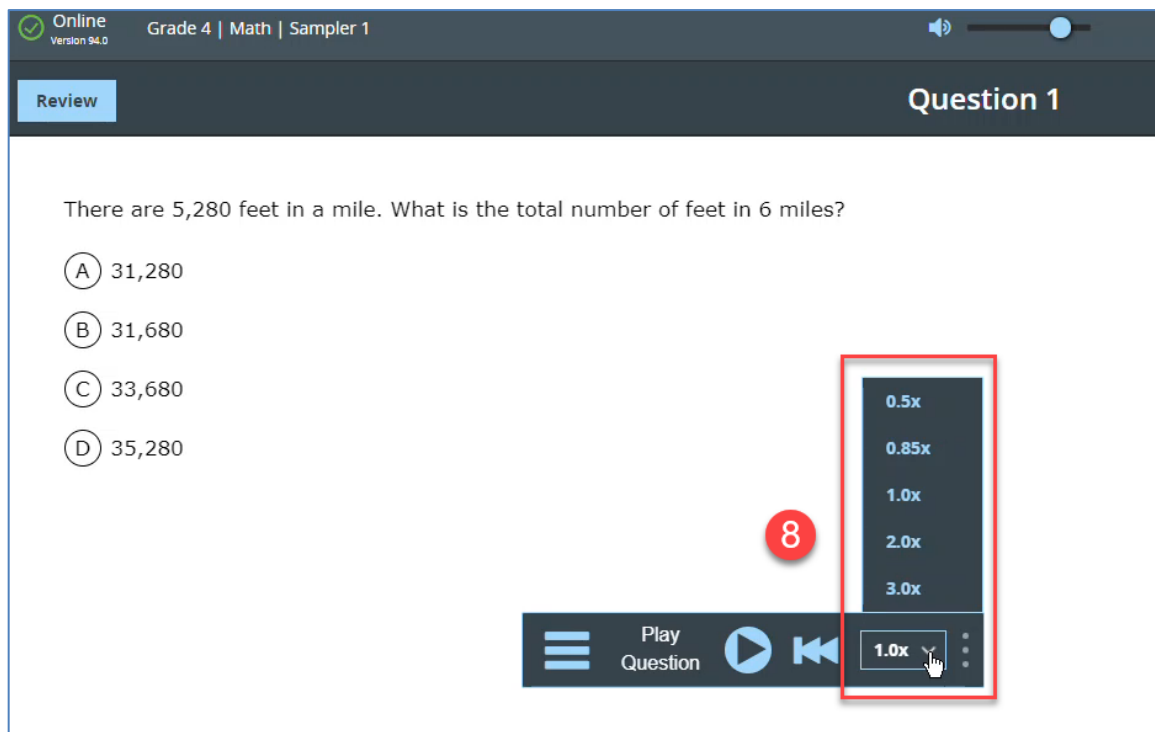 Online
Version 94.0
Grade 4 | Math | Sampler 1
Review
Question 1
There are 5,280 feet in a mile. What is the total number of feet in 6 miles?
A 31,280
B 31,680
C 33,680
D 35,280
0.5x
0.85x
1.0x
2.0x
3.0x
8
Play
Question
1.0x